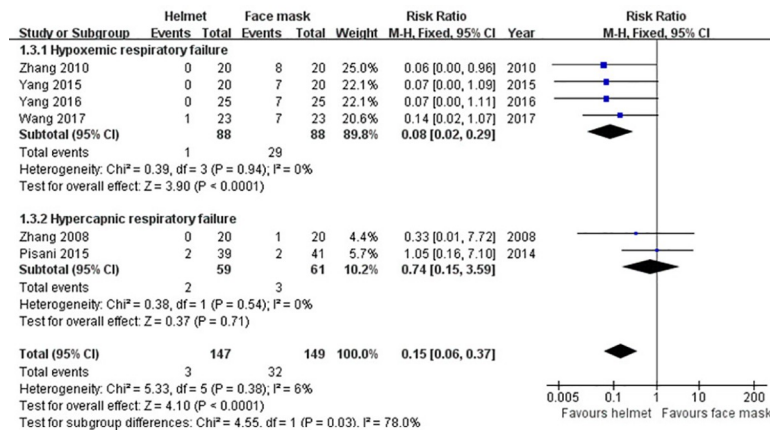 Helmet Face mask Risk Ratio Risk Ratio
Study or Subgroup Events Total Events Total Weight M-H, Fixed, 95% CI Year M-H, Fixed, 95% CI
1.3.1 Hypoxemic respiratory failure
Zhang 2010 0 20 8 20 25.0% 0.06 [0.00, 0.96] 2010
Yang 2015 0 20 7 20 22.1% 0.07 [0.00, 1.09] 2015
Yang 2016 0 25 7 25 22.1% 0.07 [0.00, 1.11] 2016
Wang 2017 1 23 7 23 20.6% 0.14 [0.02, 1.07] 2017
Subtotal (95% CI) 88 88 89.8% 0.08 [0.02, 0.29]
Total events 1 29
Heterogeneity: Chi² = 0.39, df = 3 (P = 0.94); I² = 0%
Test for overall effect: Z = 3.90 (P < 0.0001)
1.3.2 Hypercapnic respiratory failure
Zhang 2008 0 20 1 20 4.4% 0.33 [0.01, 7.72] 2008
Pisani 2015 2 39 2 41 5.7% 1.05 [0.16, 7.10] 2014
Subtotal (95% CI) 59 61 10.2% 0.74 [0.15, 3.59]
Total events 2 3
Heterogeneity: Chi² = 0.38, df = 1 (P = 0.54); I² = 0%
Test for overall effect: Z = 0.37 (P = 0.71)
Total (95% CI) 147 149 100.0% 0.15 [0.06, 0.37]
Total events 3 32
Heterogeneity: Chi² = 5.33, df = 5 (P = 0.38); I² = 6%
Test for overall effect: Z = 4.10 (P < 0.0001)
Test for subgroup differences: Chi² = 4.55, df = 1 (P = 0.03), I² = 78.0%
0.005 0.1 1 10 200
Favours helmet Favours face mask